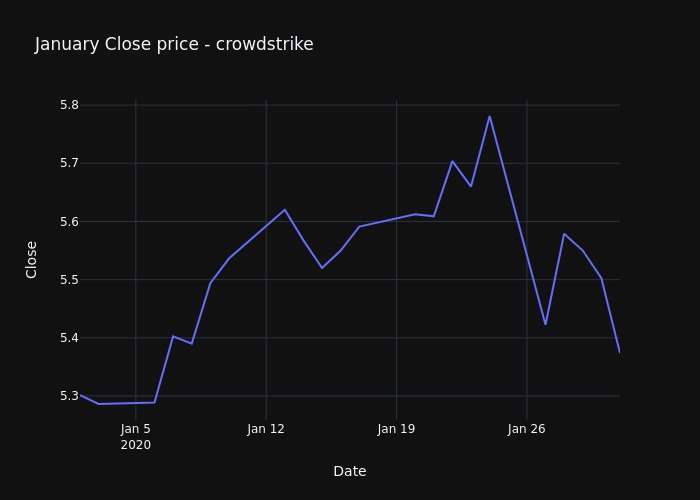 January Close price - crowdstrike
5.8
5.7
5.6
5.5
5.4
5.3
Close
Jan 5
2020
Jan 12
Jan 19
Jan 26
Date